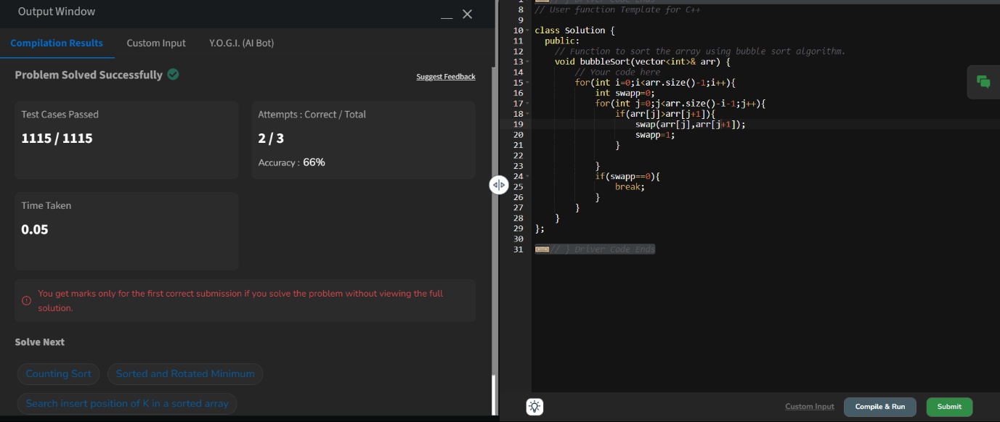 Output Window
Compilation Results
Custom Input
Y.O.G.I. (AI Bot)
Problem Solved Successfully
Suggest Feedback
Test Cases Passed
1115 / 1115
Attempts : Correct / Total
2 / 3
Accuracy : 66%
Time Taken
0.05
You get marks only for the first correct submission if you solve the problem without viewing the full
solution.
Solve Next
Counting Sort
Sorted and Rotated Minimum
Search insert position of K in a sorted array
1 // } Driver Code Ends
8 // User function Template for C++
9
10 class Solution {
11 public:
12 // Function to sort the array using bubble sort algorithm.
13 void bubbleSort(vector<int>& arr) {
14 // Your code here
15 for(int i=0;i<arr.size()-1;i++){
16 int swapp=0;
17 for(int j=0;j<arr.size()-i-1;j++){
18 if(arr[j]>arr[j+1]){
19 swap(arr[j],arr[j+1]);
20 swapp=1;
21 }
22
23 }
24 if(swapp==0){
25 break;
26 }
27 }
28 }
29 };
30
31 // } Driver Code Ends
Custom Input
Compile & Run
Submit